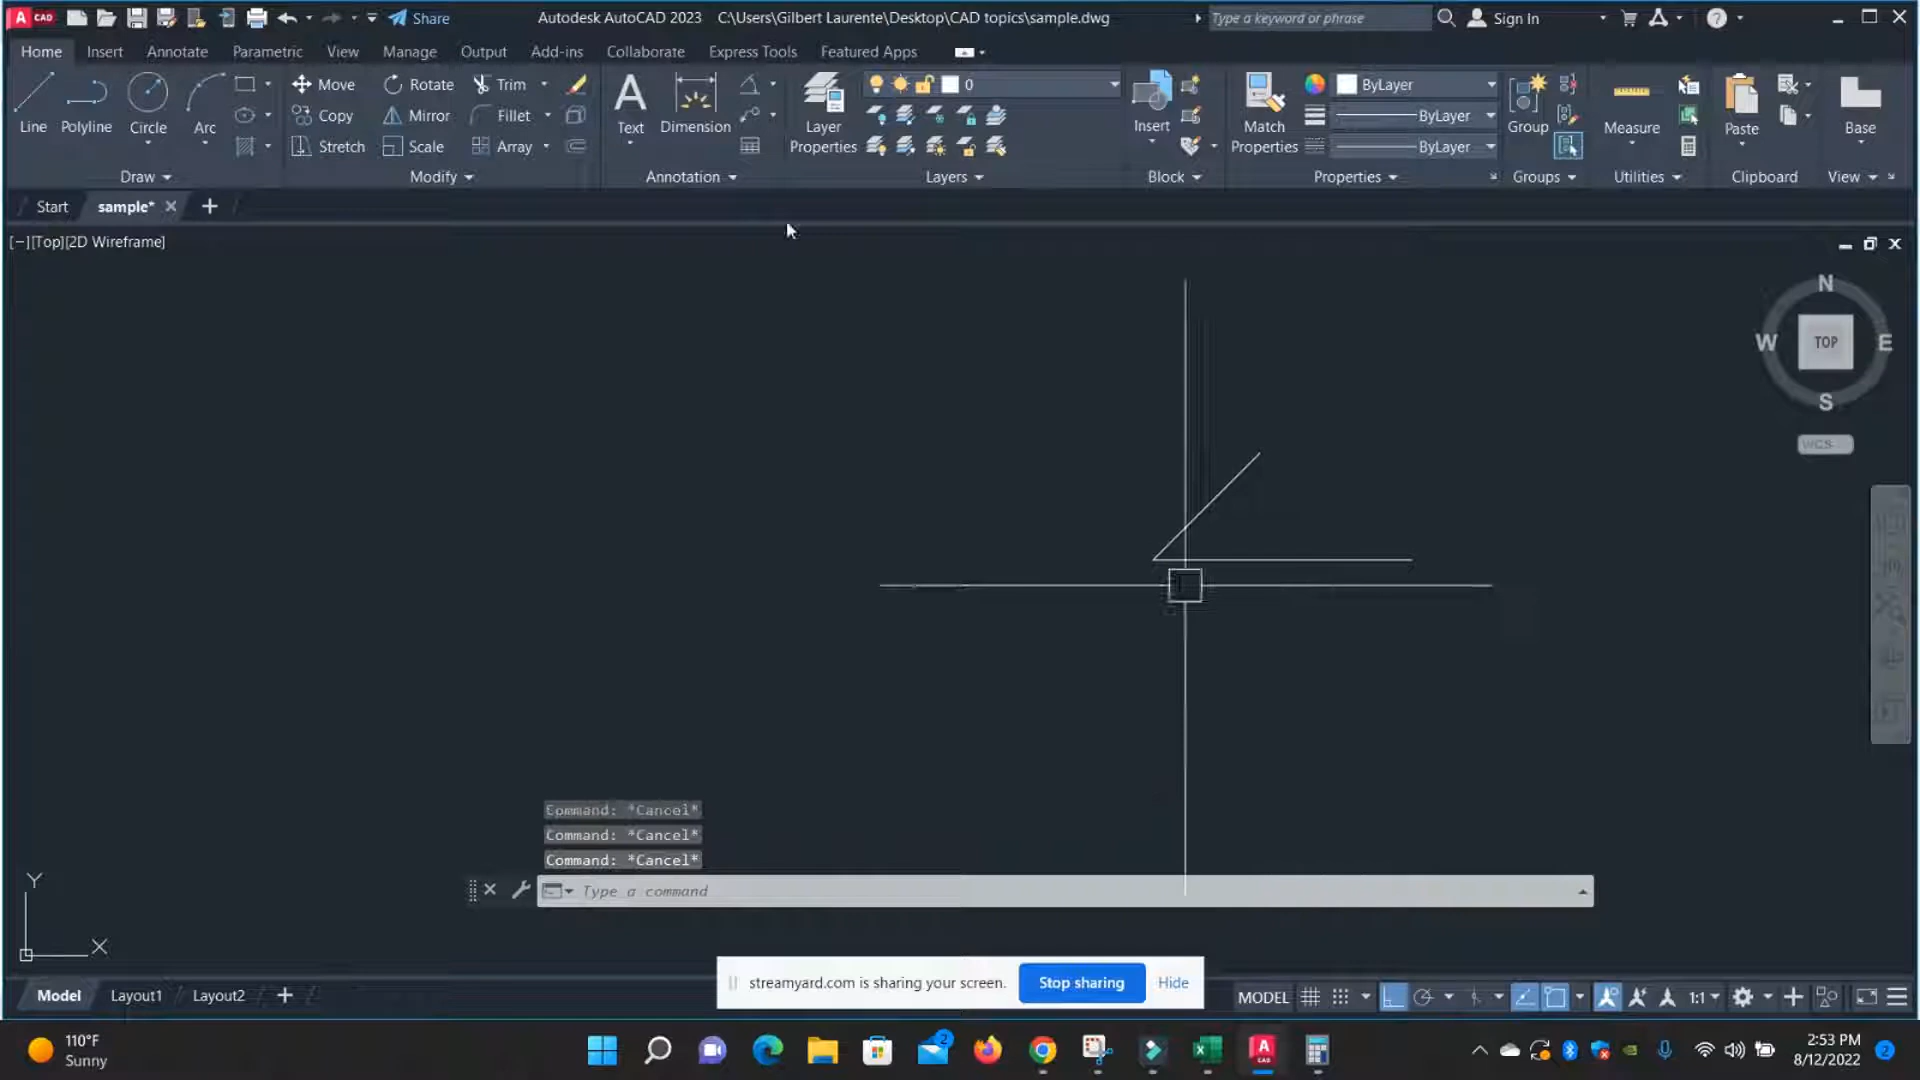 A CAD Share Autodesk AutoCAD 2023 C:\Users\Gilbert Laurente\Desktop\CAD topics\sample.dwg Type a keyword or phrase Sign In
Home Insert Annotate Parametric View Manage Output Add-ins Collaborate Express Tools Featured Apps
Line Polyline Circle Arc
Draw
Move Rotate Trim
Copy Mirror Fillet
Stretch Scale Array
Modify
A
Text Dimension
Annotation
Layer
Properties
0
Layers
Insert
Block
Match
Properties
ByLayer
ByLayer
ByLayer
Properties
Group
Groups
Measure
Utilities
Paste
Clipboard
Base
View
Start sample*
[−][Top][2D Wireframe]
N
W TOP E
S
WCS
Command: *Cancel*
Command: *Cancel*
Command: *Cancel*
Type a command
Y
X
streamyard.com is sharing your screen. Stop sharing Hide
Model Layout1 Layout2
MODEL 1:1
110°F
Sunny
2
A
CAD
2:53 PM
8/12/2022
2